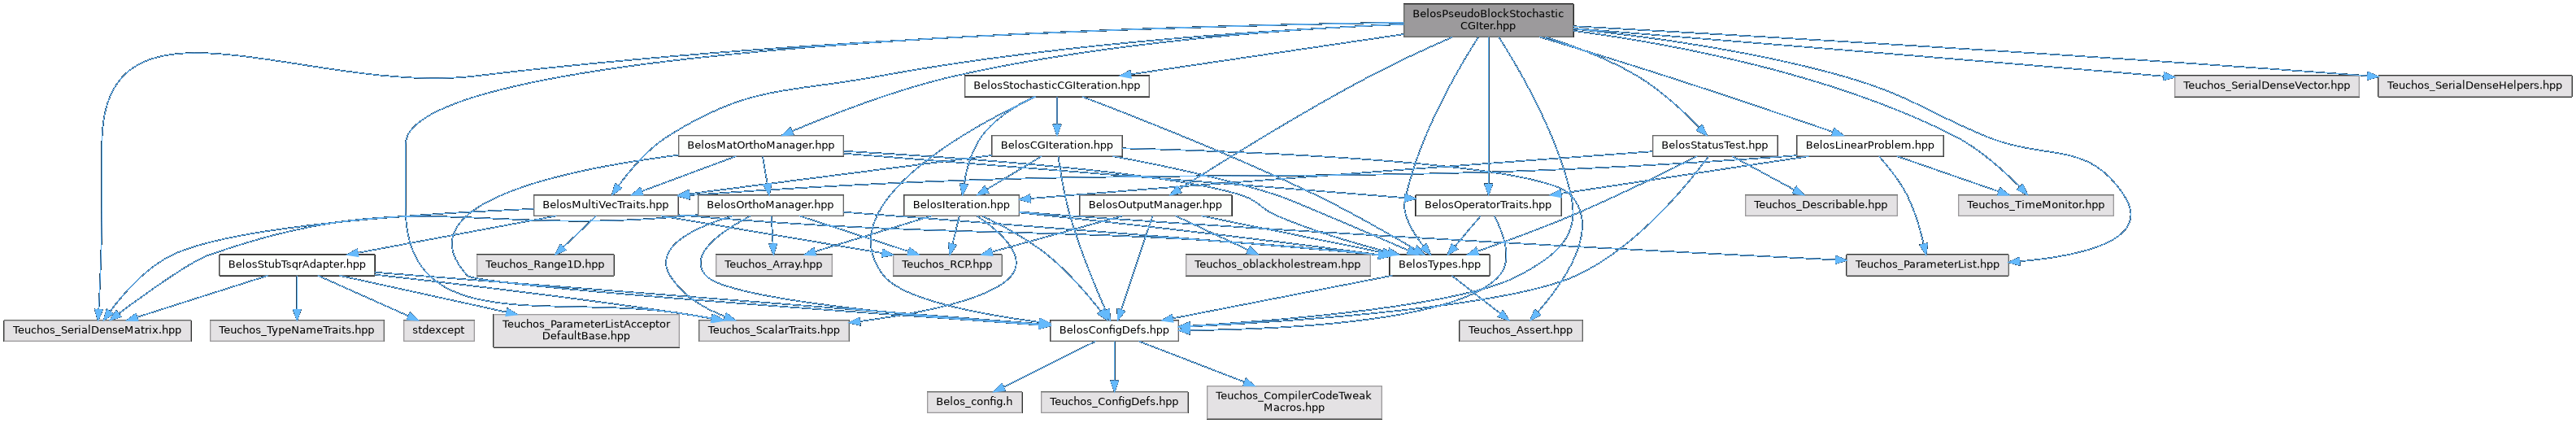 BelosPseudoBlockStochastic
CGIter.hpp
BelosStochasticCGIteration.hpp
Teuchos_SerialDenseVector.hpp
Teuchos_SerialDenseHelpers.hpp
BelosMatOrthoManager.hpp
BelosCGIteration.hpp
BelosStatusTest.hpp
BelosLinearProblem.hpp
BelosMultiVecTraits.hpp
BelosOrthoManager.hpp
BelosIteration.hpp
BelosOutputManager.hpp
BelosOperatorTraits.hpp
Teuchos_Describable.hpp
Teuchos_TimeMonitor.hpp
BelosStubTsqrAdapter.hpp
Teuchos_Range1D.hpp
Teuchos_Array.hpp
Teuchos_RCP.hpp
Teuchos_oblackholestream.hpp
BelosTypes.hpp
Teuchos_ParameterList.hpp
Teuchos_SerialDenseMatrix.hpp
Teuchos_TypeNameTraits.hpp
stdexcept
Teuchos_ParameterListAcceptor
DefaultBase.hpp
Teuchos_ScalarTraits.hpp
BelosConfigDefs.hpp
Teuchos_Assert.hpp
Belos_config.h
Teuchos_ConfigDefs.hpp
Teuchos_CompilerCodeTweak
Macros.hpp